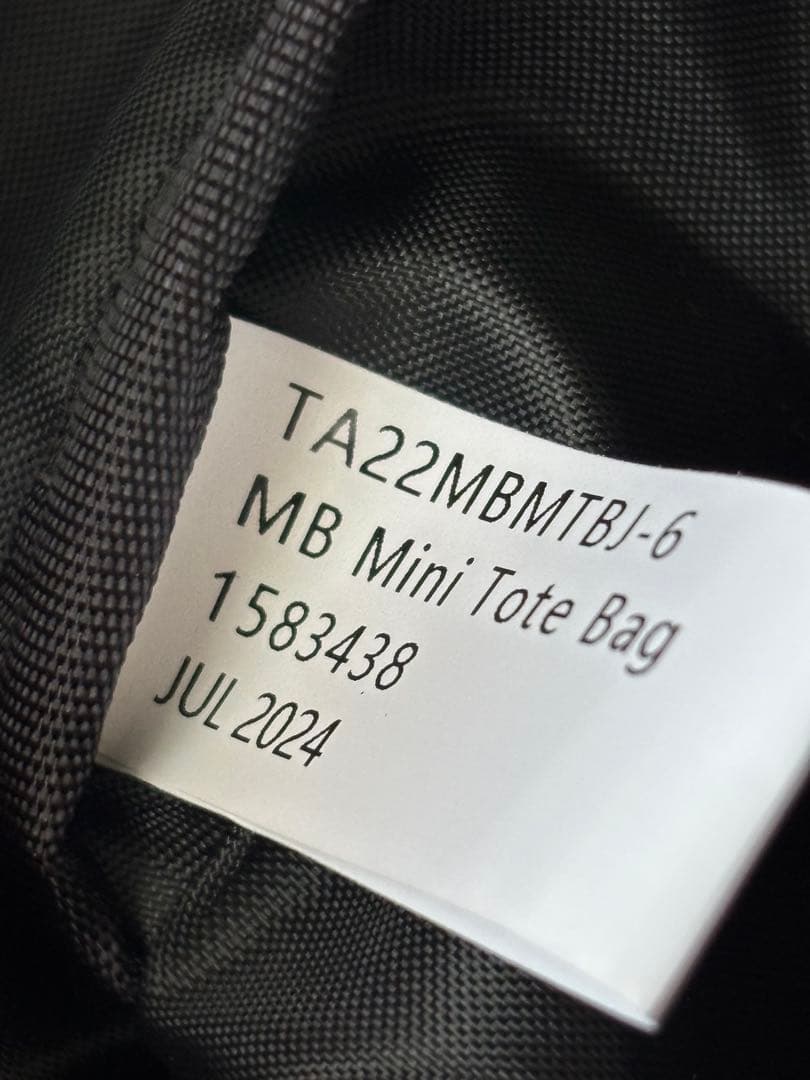 TA22MBMTBJ-6
MB Mini Tote Bag
1583438
JUL 2024